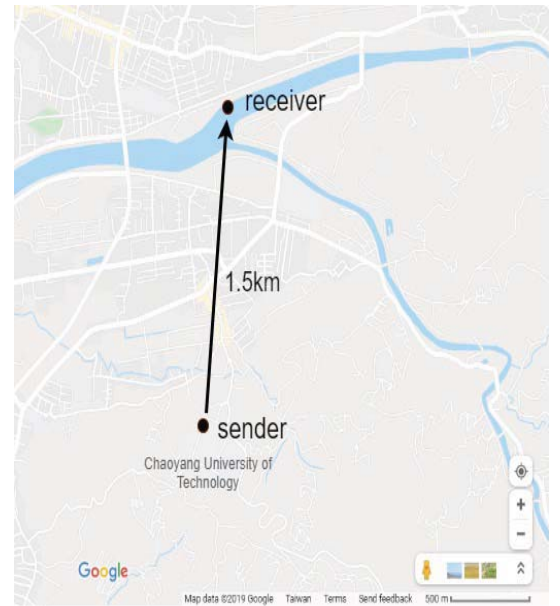 receiver
1.5km
sender
Chaoyang University of
Technology
Google
Map data ©2019 Google Taiwan Terms Send feedback 500 m